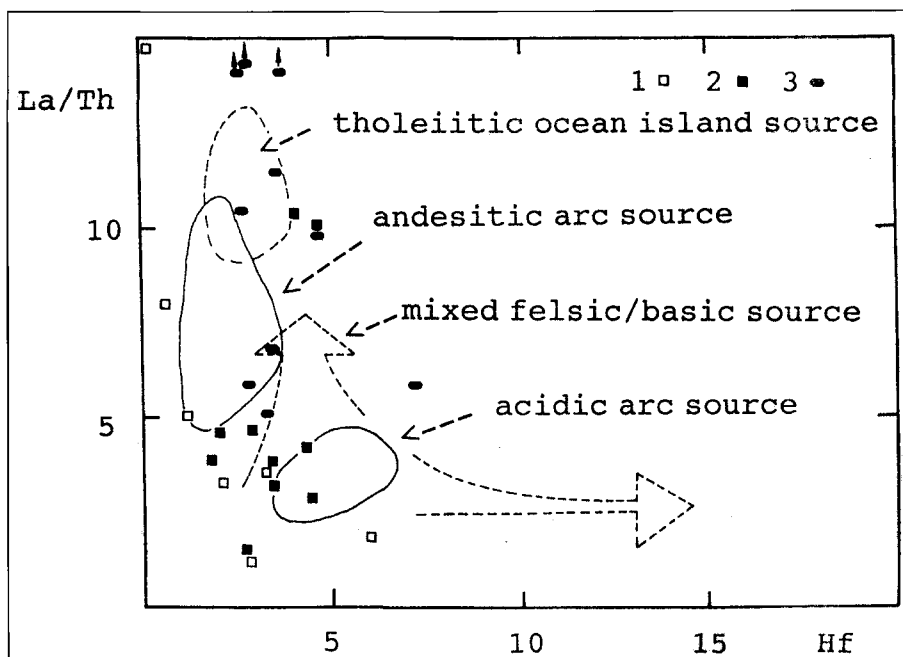 1 2 3
La/Th
tholeiitic ocean island source
10
andesitic arc source
mixed felsic/basic source
acidic arc source
5
5 10 15 Hf